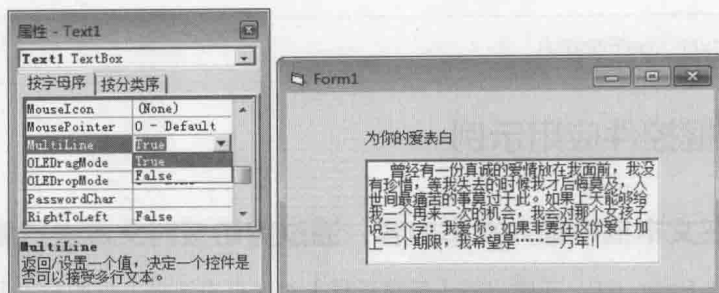 属性 - Text1
Text1 TextBox
按字母序 按分类序
MouseIcon (None)
MousePointer 0 - Default
MultiLine True
OLEDragMode True
OLEDropMode False
PasswordChar
RightToLeft False
MultiLine
返回/设置一个值，决定一个控件是
否可以接受多行文本。
Form1
为你的爱表白
曾经有一份真诚的爱情放在我面前，我没
有珍惜，等我失去的时候我才后悔莫及，人
世间最痛苦的事莫过于此。如果上天能够给
我一个再来一次的机会，我会对那个女孩子
说三个字：我爱你。如果非要在这份爱上加
上一个期限，我希望是……一万年!